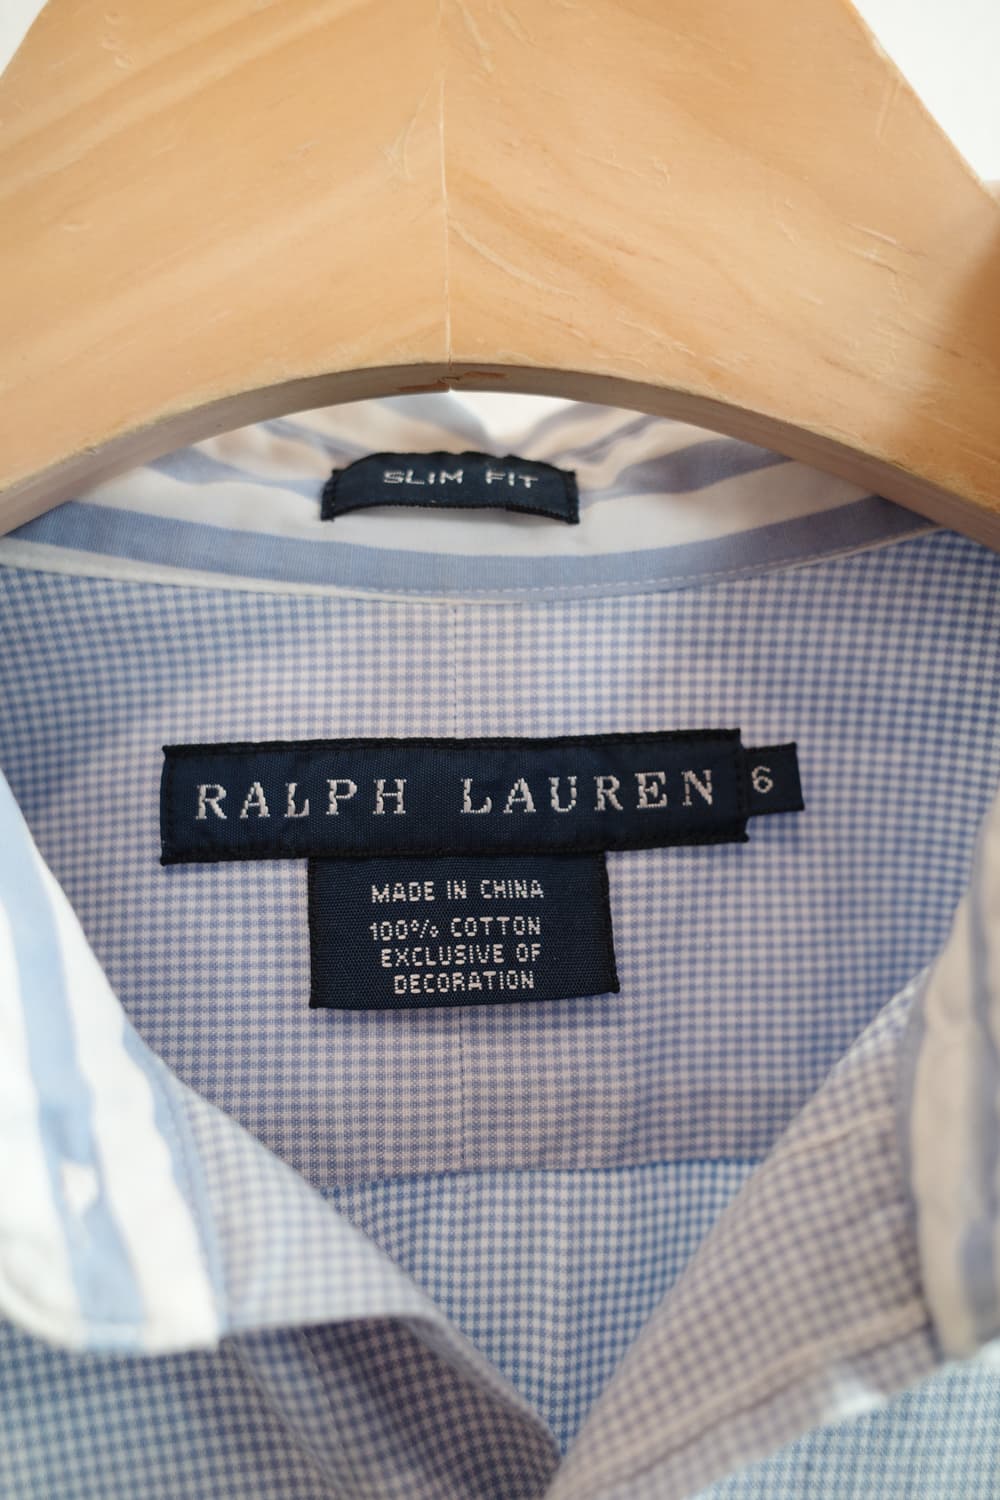 SLIM FIT
RALPH LAUREN 6
MADE IN CHINA
100% COTTON
EXCLUSIVE OF
DECORATION